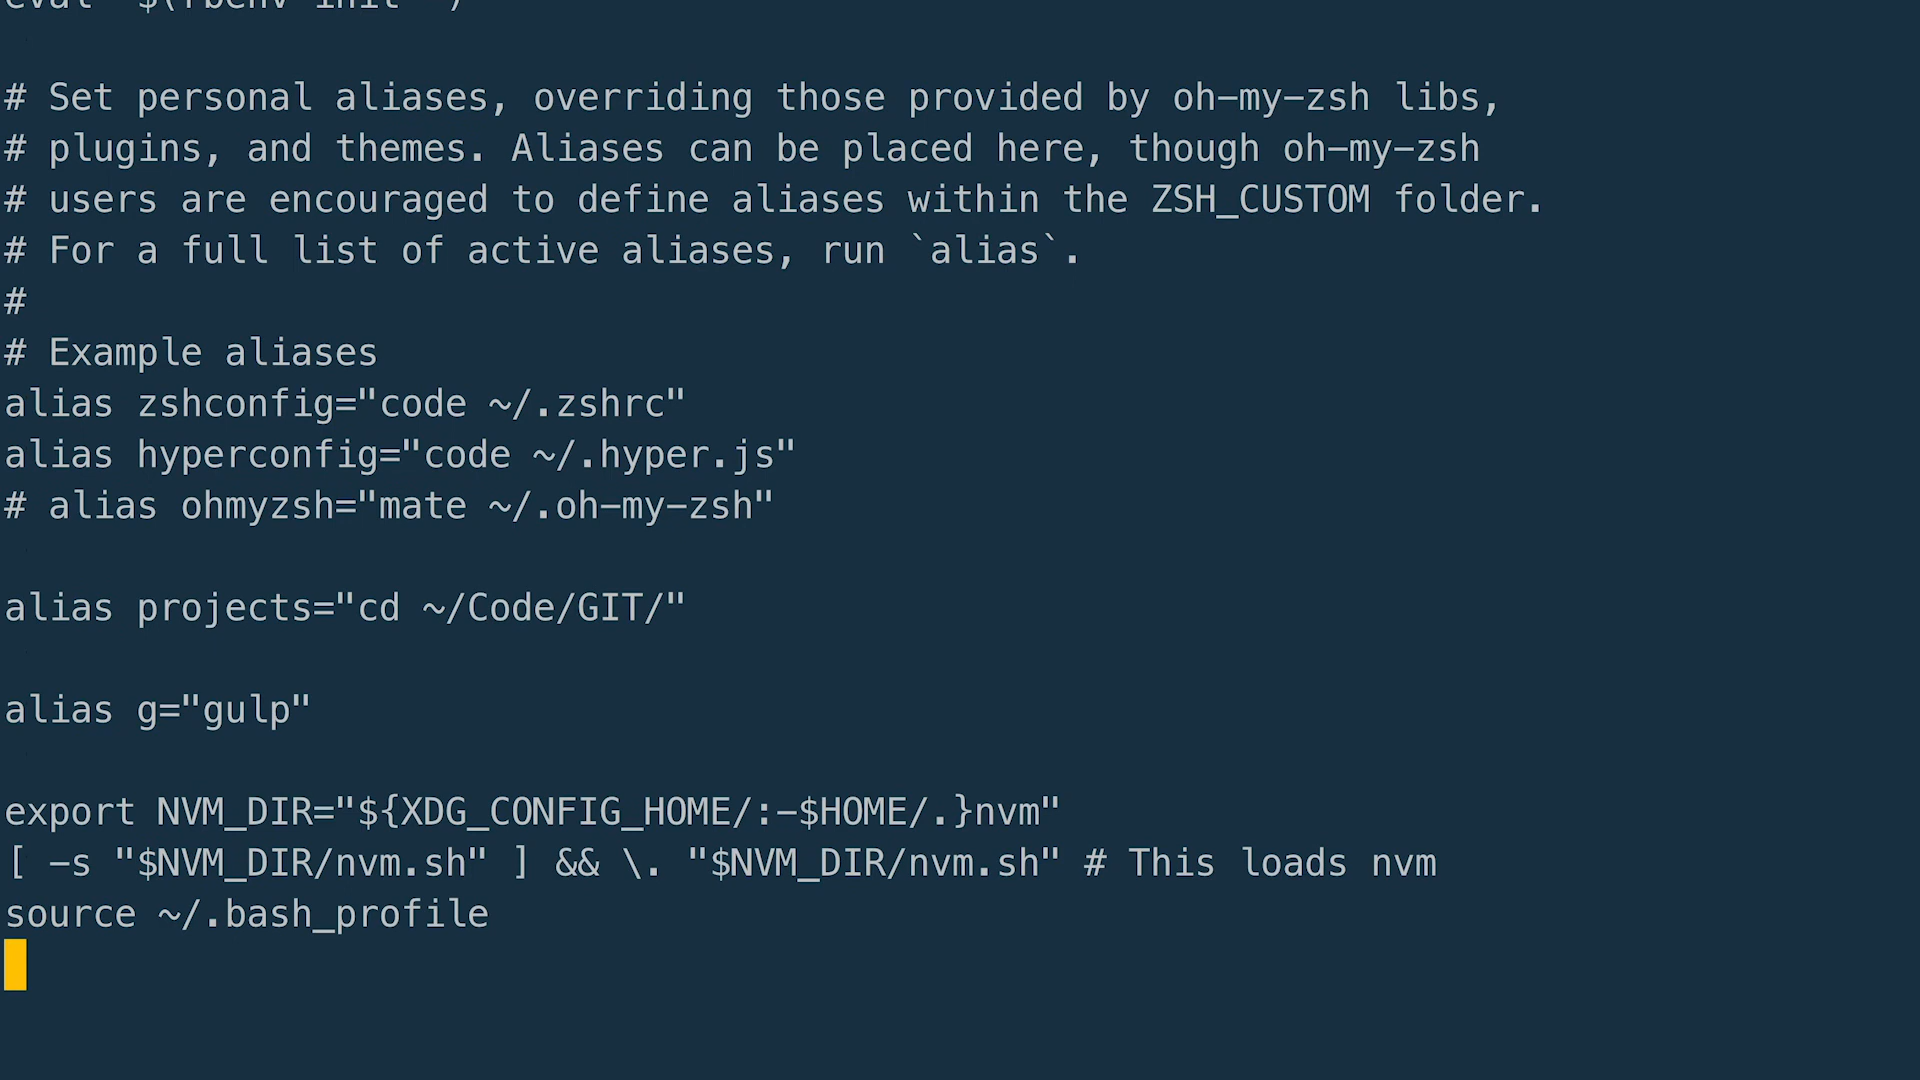 eval "$(rbenv init -)"
# Set personal aliases, overriding those provided by oh-my-zsh libs,
# plugins, and themes. Aliases can be placed here, though oh-my-zsh
# users are encouraged to define aliases within the ZSH_CUSTOM folder.
# For a full list of active aliases, run `alias`.
#
# Example aliases
alias zshconfig="code ~/.zshrc"
alias hyperconfig="code ~/.hyper.js"
# alias ohmyzsh="mate ~/.oh-my-zsh"
alias projects="cd ~/Code/GIT/"
alias g="gulp"
export NVM_DIR="${XDG_CONFIG_HOME/:-$HOME/.}nvm"
[ -s "$NVM_DIR/nvm.sh" ] && \. "$NVM_DIR/nvm.sh" # This loads nvm
source ~/.bash_profile